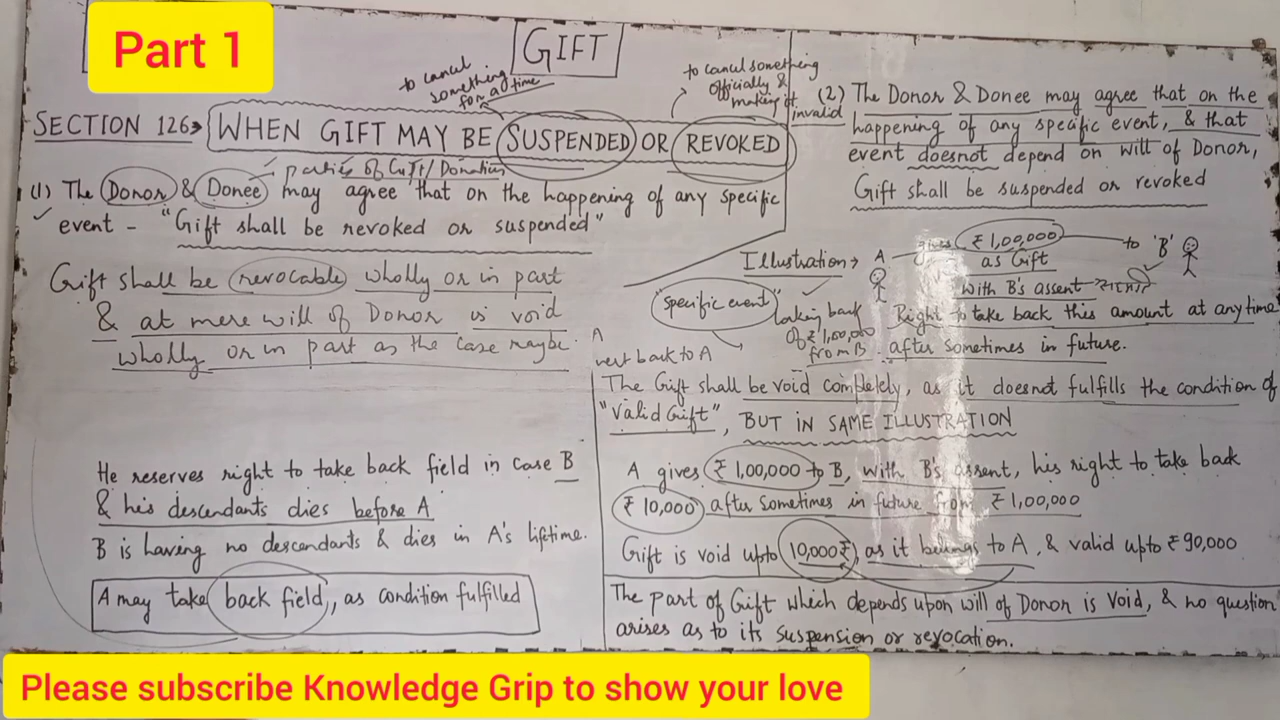 Part 1
GIFT
to cancel
something
for a time
to cancel something
officially &
making it
invalid
SECTION 126→ WHEN GIFT MAY BE SUSPENDED OR REVOKED
parties of Gift/Donation
(1) The Donor & Donee may agree that on the happening of any specific
event - "Gift shall be revoked or suspended"
Gift shall be revocable wholly or in part
& at mere will of Donor is void
wholly or in part as the case maybe.
He reserves right to take back field in case B
& his descendants dies before A
B is having no descendants & dies in A's lifetime.
A may take back field, as condition fulfilled
(2) The Donor & Donee may agree that on the
happening of any specific event, & that
event doesnot depend on will of Donor,
Gift shall be suspended or revoked
Illustration → A gives ₹ 1,00,000 to 'B'
as Gift
with B's assent
"specific event"
taking back
of ₹ 1,00,000
from B
Right to take back this amount at anytime
after sometimes in future.
A
went back to A
The Gift shall be void completely, as it doesnot fulfills the condition of
"Valid Gift", BUT IN SAME ILLUSTRATION
A gives ₹ 1,00,000 to B, with B's assent, his right to take back
₹ 10,000 after sometimes in future from ₹ 1,00,000
Gift is void upto 10,000₹, as it belongs to A, & valid upto ₹ 90,000
The part of Gift which depends upon will of Donor is void, & no question
arises as to its suspension or revocation.
Please subscribe Knowledge Grip to show your love